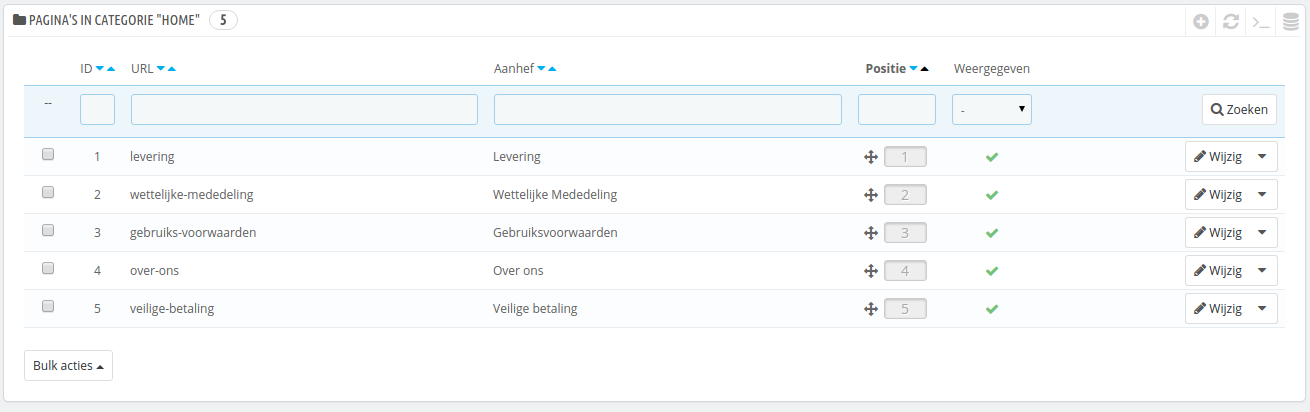 PAGINA'S IN CATEGORIE "HOME" 5
ID URL Aanhef Positie Weergegeven
-- - Zoeken
1 levering Levering 1 Wijzig
2 wettelijke-mededeling Wettelijke Mededeling 2 Wijzig
3 gebruiks-voorwaarden Gebruiksvoorwaarden 3 Wijzig
4 over-ons Over ons 4 Wijzig
5 veilige-betaling Veilige betaling 5 Wijzig
Bulk acties